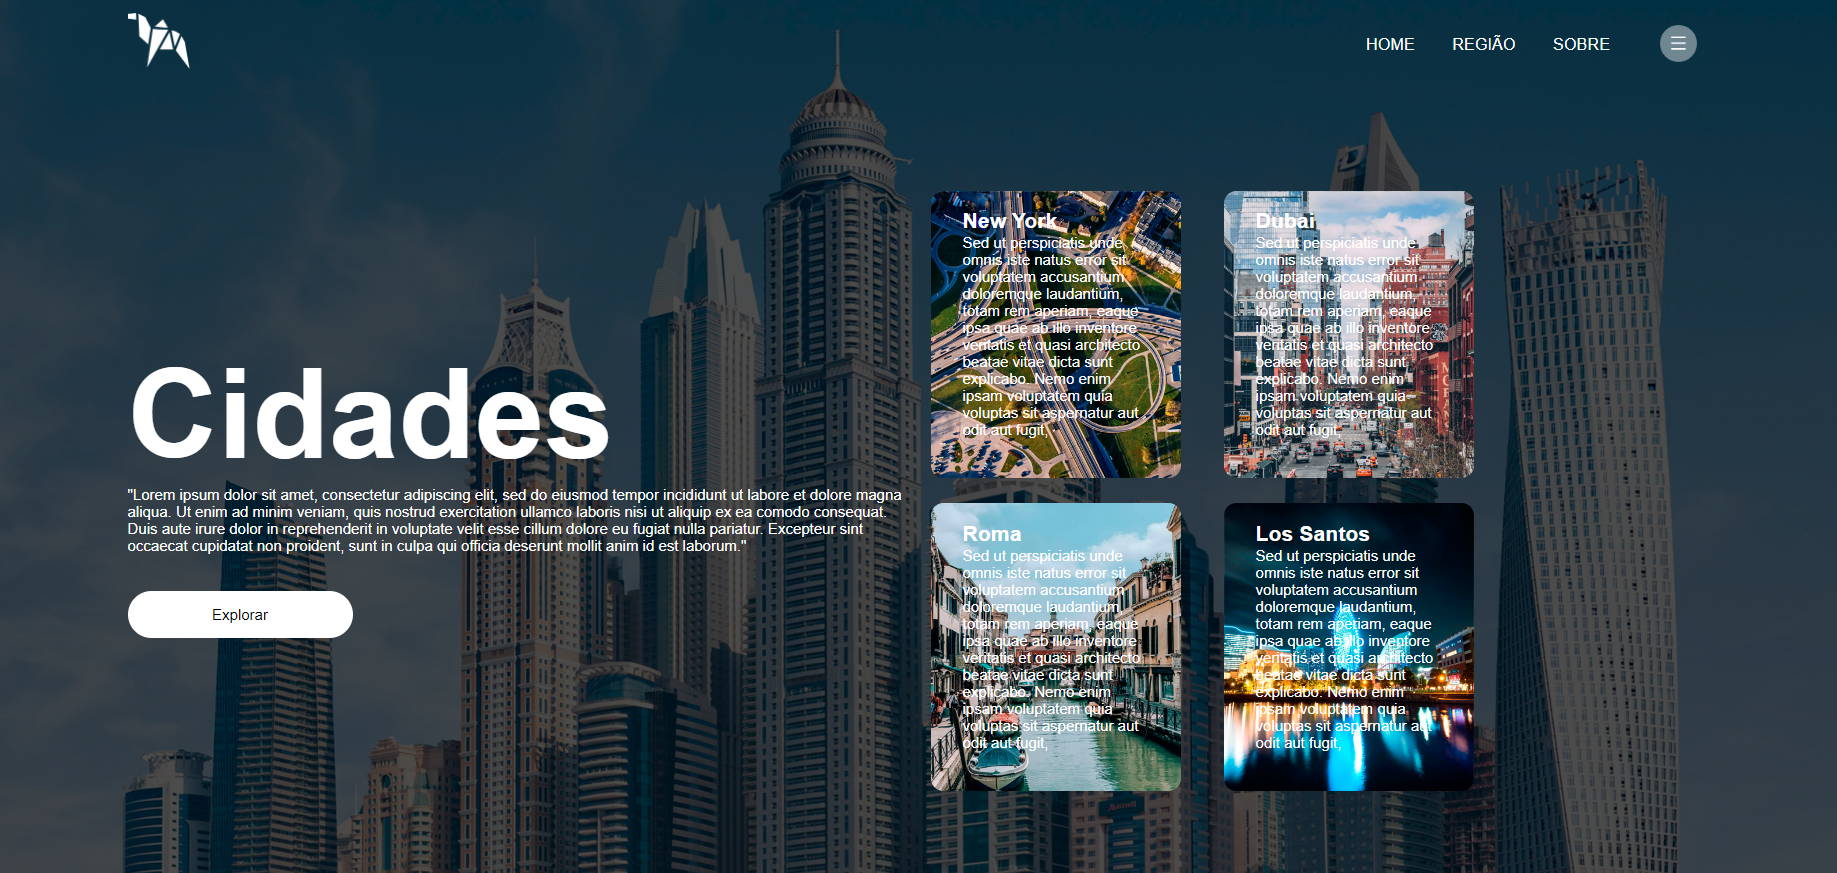 HOME REGIÃO SOBRE
Cidades
"Lorem ipsum dolor sit amet, consectetur adipiscing elit, sed do eiusmod tempor incididunt ut labore et dolore magna
aliqua. Ut enim ad minim veniam, quis nostrud exercitation ullamco laboris nisi ut aliquip ex ea comodo consequat.
Duis aute irure dolor in reprehenderit in voluptate velit esse cillum dolore eu fugiat nulla pariatur. Excepteur sint
occaecat cupidatat non proident, sunt in culpa qui officia deserunt mollit anim id est laborum."
Explorar
New York
Sed ut perspiciatis unde
omnis iste natus error sit
voluptatem accusantium
doloremque laudantium,
totam rem aperiam, eaque
ipsa quae ab illo inventore
veritatis et quasi architecto
beatae vitae dicta sunt
explicabo. Nemo enim
ipsam voluptatem quia
voluptas sit aspernatur aut
odit aut fugit,
Dubai
Sed ut perspiciatis unde
omnis iste natus error sit
voluptatem accusantium
doloremque laudantium,
totam rem aperiam, eaque
ipsa quae ab illo inventore
veritatis et quasi architecto
beatae vitae dicta sunt
explicabo. Nemo enim
ipsam voluptatem quia
voluptas sit aspernatur aut
odit aut fugit,
Roma
Sed ut perspiciatis unde
omnis iste natus error sit
voluptatem accusantium
doloremque laudantium,
totam rem aperiam, eaque
ipsa quae ab illo inventore
veritatis et quasi architecto
beatae vitae dicta sunt
explicabo. Nemo enim
ipsam voluptatem quia
voluptas sit aspernatur aut
odit aut fugit,
Los Santos
Sed ut perspiciatis unde
omnis iste natus error sit
voluptatem accusantium
doloremque laudantium,
totam rem aperiam, eaque
ipsa quae ab illo inventore
veritatis et quasi architecto
beatae vitae dicta sunt
explicabo. Nemo enim
ipsam voluptatem quia
voluptas sit aspernatur aut
odit aut fugit,